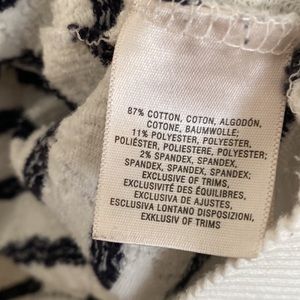 87% COTTON, COTON, ALGODÓN,
COTONE, BAUMWOLLE;
11% POLYESTER, POLYESTER,
POLIÉSTER, POLIESTERE, POLYESTER;
2% SPANDEX, SPANDEX,
SPANDEX, SPANDEX, SPANDEX;
EXCLUSIVE OF TRIMS,
EXCLUSIVITÉ DES ÉQUILIBRES,
EXCLUSIVA DE AJUSTES,
ESCLUSIVA LONTANO DISPOSIZIONI,
EXKLUSIV OF TRIMS